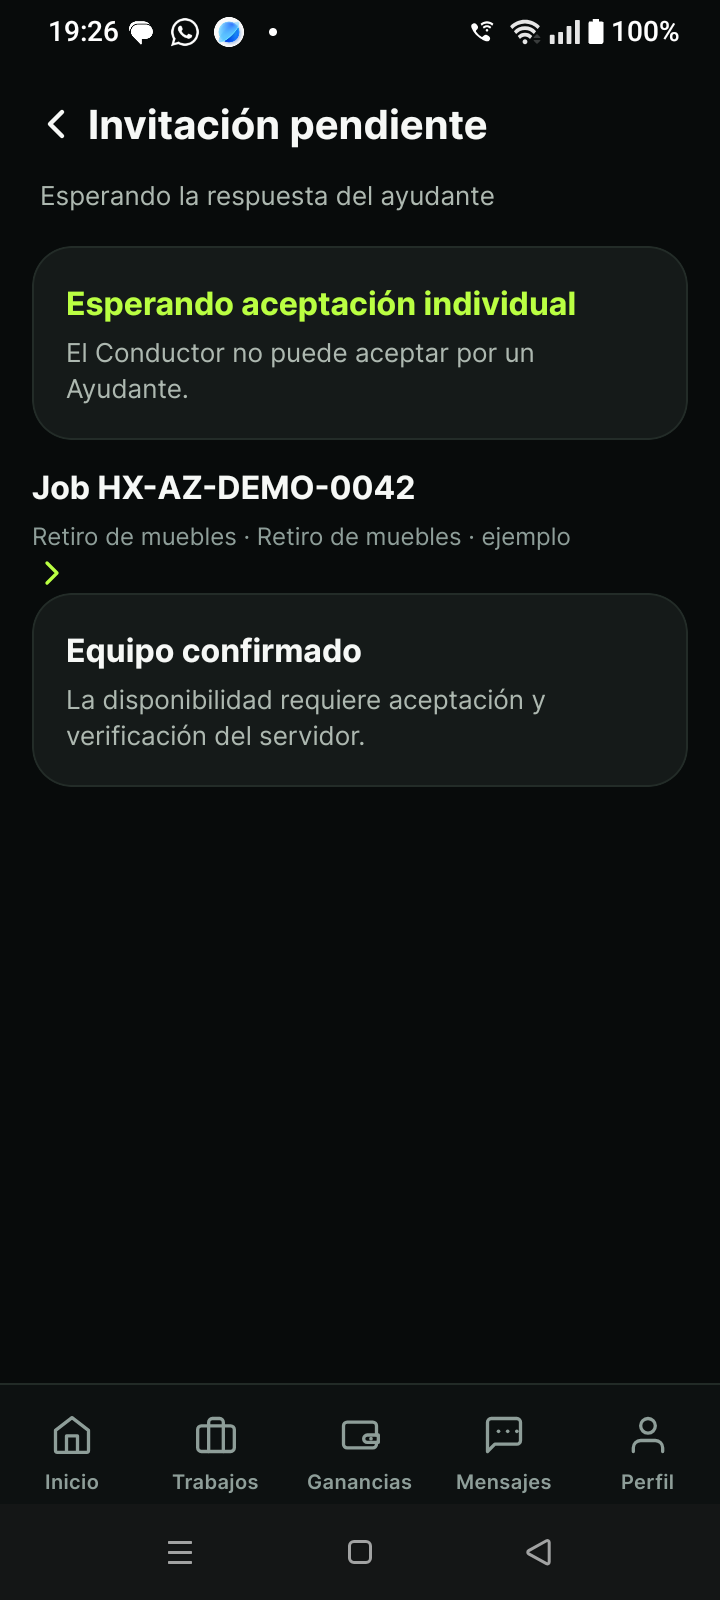 19:26
100%
Invitación pendiente
Esperando la respuesta del ayudante
Esperando aceptación individual
El Conductor no puede aceptar por un
Ayudante.
Job HX-AZ-DEMO-0042
Retiro de muebles · Retiro de muebles · ejemplo
Equipo confirmado
La disponibilidad requiere aceptación y
verificación del servidor.
Inicio
Trabajos
Ganancias
Mensajes
Perfil